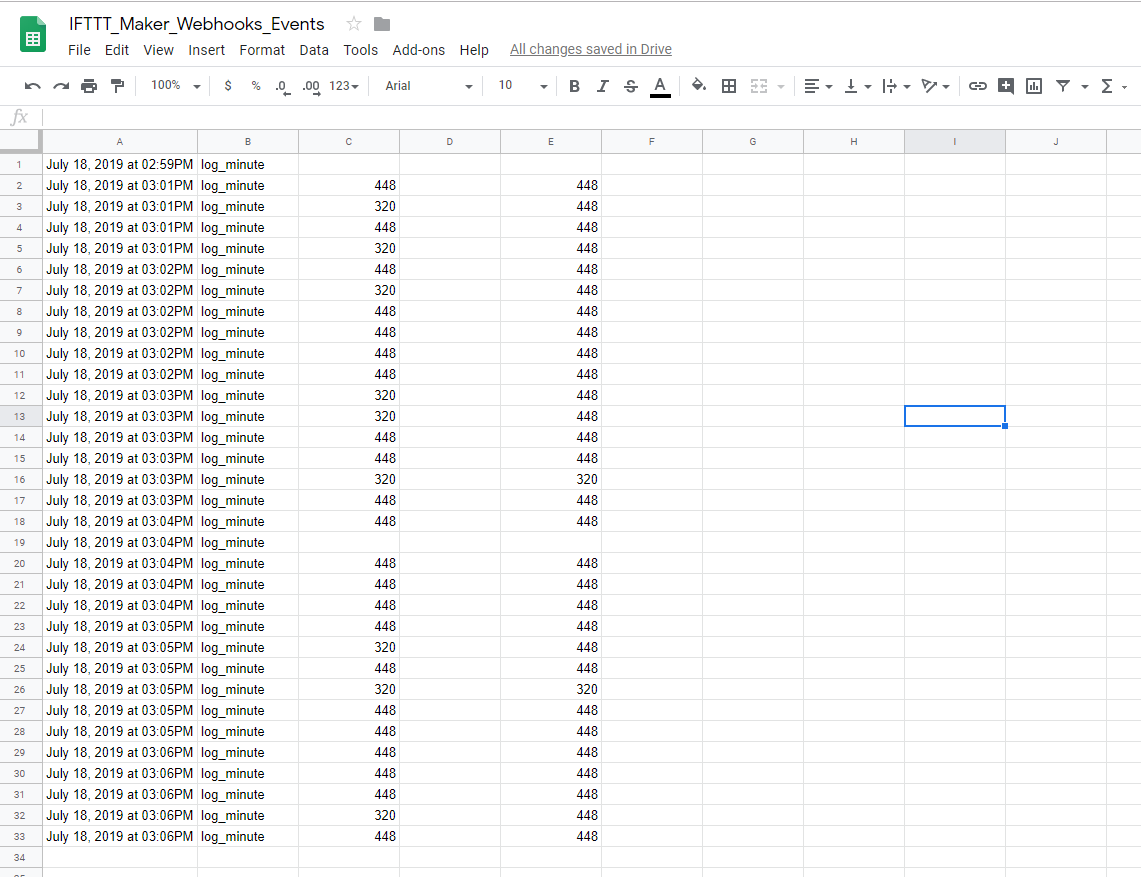 IFTTT_Maker_Webhooks_Events
File Edit View Insert Format Data Tools Add-ons Help All changes saved in Drive
100% $ % .0 .00 123 Arial 10 B I S A Σ
fx
A B C D E F G H I J
1 July 18, 2019 at 02:59PM log_minute
2 July 18, 2019 at 03:01PM log_minute 448 448
3 July 18, 2019 at 03:01PM log_minute 320 448
4 July 18, 2019 at 03:01PM log_minute 448 448
5 July 18, 2019 at 03:01PM log_minute 320 448
6 July 18, 2019 at 03:02PM log_minute 448 448
7 July 18, 2019 at 03:02PM log_minute 320 448
8 July 18, 2019 at 03:02PM log_minute 448 448
9 July 18, 2019 at 03:02PM log_minute 448 448
10 July 18, 2019 at 03:02PM log_minute 448 448
11 July 18, 2019 at 03:02PM log_minute 448 448
12 July 18, 2019 at 03:03PM log_minute 320 448
13 July 18, 2019 at 03:03PM log_minute 320 448
14 July 18, 2019 at 03:03PM log_minute 448 448
15 July 18, 2019 at 03:03PM log_minute 448 448
16 July 18, 2019 at 03:03PM log_minute 320 320
17 July 18, 2019 at 03:03PM log_minute 448 448
18 July 18, 2019 at 03:04PM log_minute 448 448
19 July 18, 2019 at 03:04PM log_minute
20 July 18, 2019 at 03:04PM log_minute 448 448
21 July 18, 2019 at 03:04PM log_minute 448 448
22 July 18, 2019 at 03:04PM log_minute 448 448
23 July 18, 2019 at 03:05PM log_minute 448 448
24 July 18, 2019 at 03:05PM log_minute 320 448
25 July 18, 2019 at 03:05PM log_minute 448 448
26 July 18, 2019 at 03:05PM log_minute 320 320
27 July 18, 2019 at 03:05PM log_minute 448 448
28 July 18, 2019 at 03:05PM log_minute 448 448
29 July 18, 2019 at 03:06PM log_minute 448 448
30 July 18, 2019 at 03:06PM log_minute 448 448
31 July 18, 2019 at 03:06PM log_minute 448 448
32 July 18, 2019 at 03:06PM log_minute 320 448
33 July 18, 2019 at 03:06PM log_minute 448 448
34